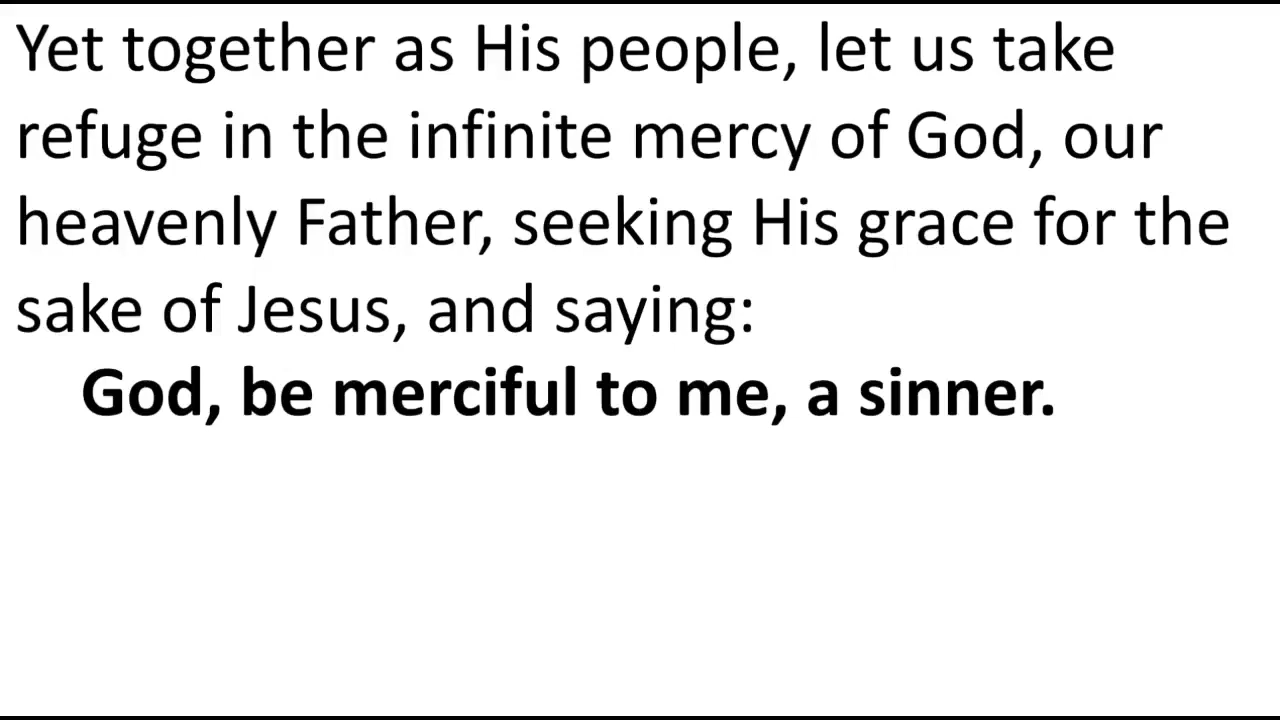 Yet together as His people, let us take
refuge in the infinite mercy of God, our
heavenly Father, seeking His grace for the
sake of Jesus, and saying:
God, be merciful to me, a sinner.